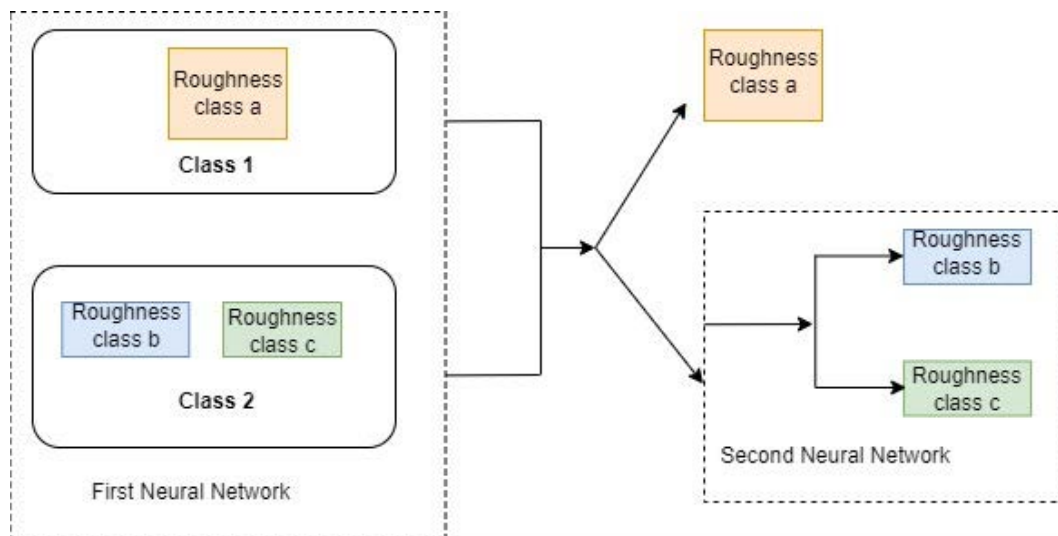 Roughness
class a
Class 1
Roughness
class b
Roughness
class c
Class 2
First Neural Network
Roughness
class a
Roughness
class b
Roughness
class c
Second Neural Network